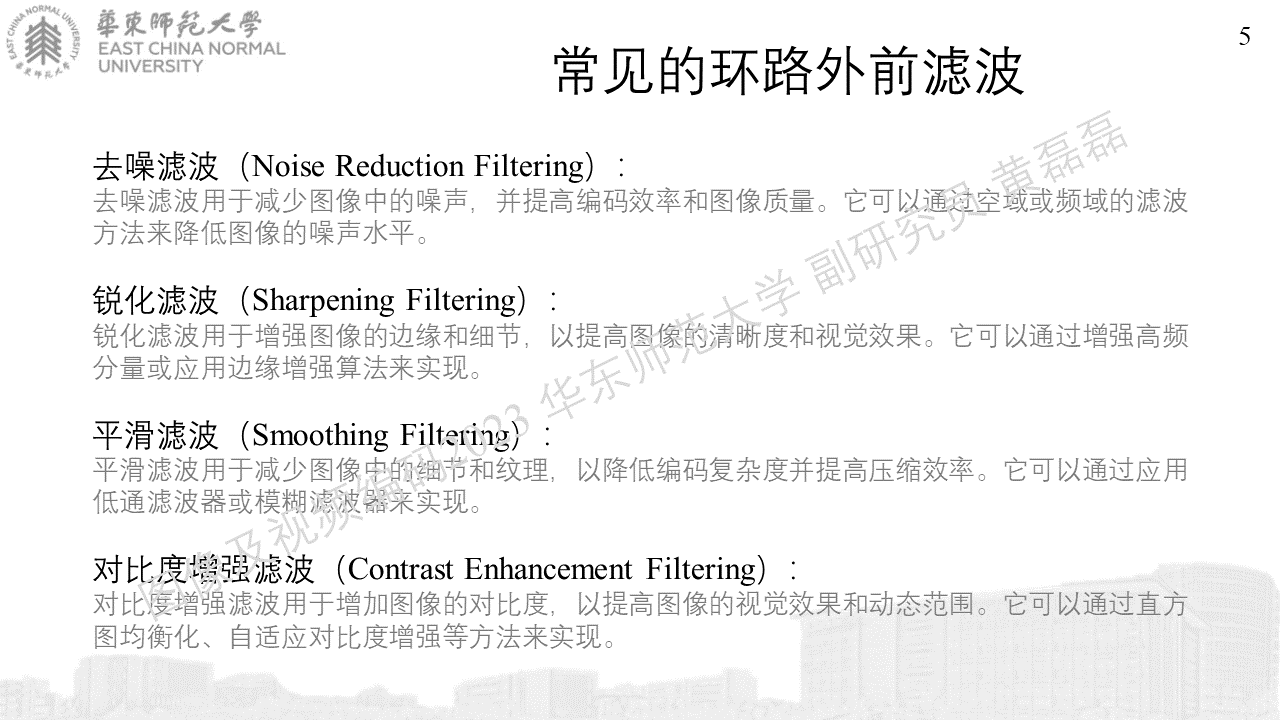 華東師範大學
EAST CHINA NORMAL
UNIVERSITY
5
常见的环路外前滤波
去噪滤波（Noise Reduction Filtering）:
去噪滤波用于减少图像中的噪声，并提高编码效率和图像质量。它可以通过空域或频域的滤波
方法来降低图像的噪声水平。
锐化滤波（Sharpening Filtering）:
锐化滤波用于增强图像的边缘和细节，以提高图像的清晰度和视觉效果。它可以通过增强高频
分量或应用边缘增强算法来实现。
平滑滤波（Smoothing Filtering）:
平滑滤波用于减少图像中的细节和纹理，以降低编码复杂度并提高压缩效率。它可以通过应用
低通滤波器或模糊滤波器来实现。
对比度增强滤波（Contrast Enhancement Filtering）:
对比度增强滤波用于增加图像的对比度，以提高图像的视觉效果和动态范围。它可以通过直方
图均衡化、自适应对比度增强等方法来实现。
图像及视频编码2023 华东师范大学 副研究员 黄磊磊
EAST CHINA NORMAL UNIVERSITY
華東師範大學